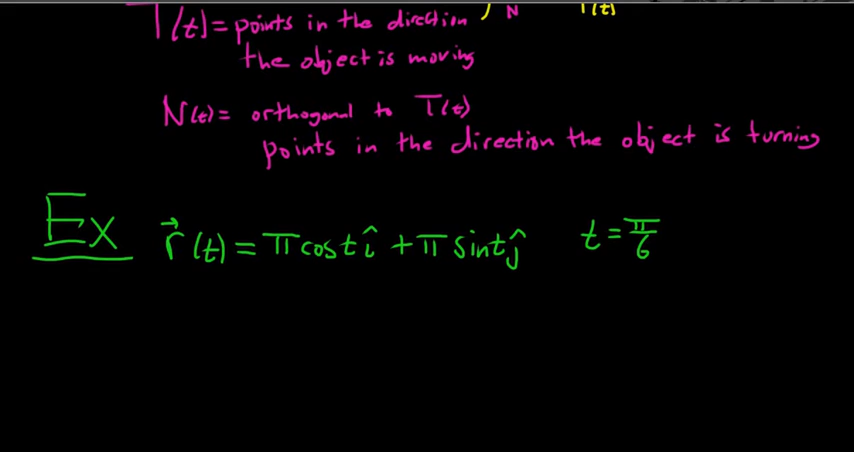 T(t)= points in the direction N T(t)
the object is moving
N(t)= orthogonal to T(t)
points in the direction the object is turning
Ex r⃗(t) = π cos t î + π sin t ĵ t = π/6